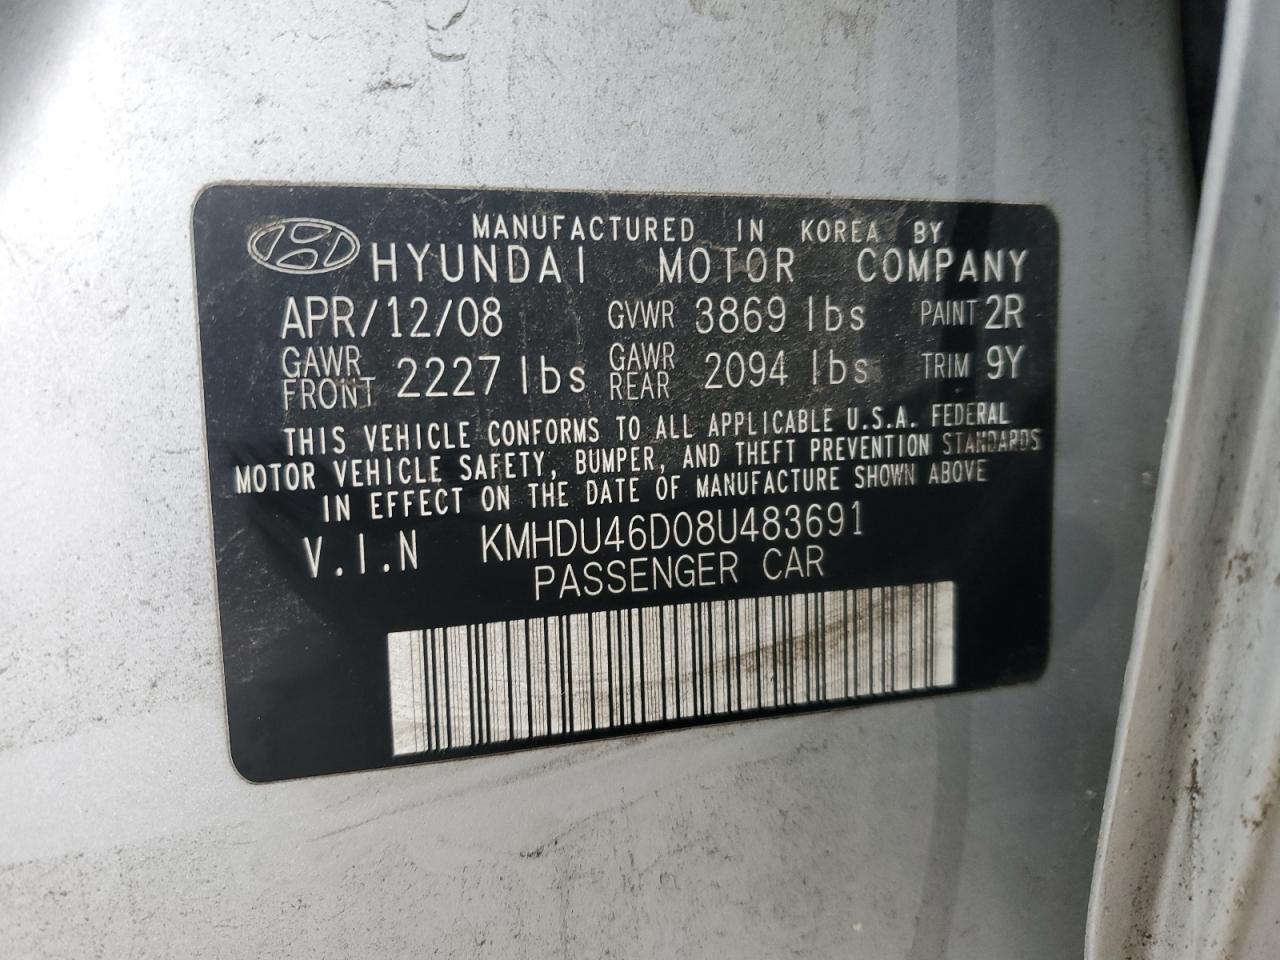 MANUFACTURED IN KOREA BY
HYUNDAI MOTOR COMPANY
APR/12/08 GVWR 3869 lbs PAINT 2R
GAWR FRONT 2227 lbs GAWR REAR 2094 lbs TRIM 9Y
THIS VEHICLE CONFORMS TO ALL APPLICABLE U.S.A. FEDERAL
MOTOR VEHICLE SAFETY, BUMPER, AND THEFT PREVENTION STANDARDS
IN EFFECT ON THE DATE OF MANUFACTURE SHOWN ABOVE
V.I.N KMHDU46D08U483691
PASSENGER CAR